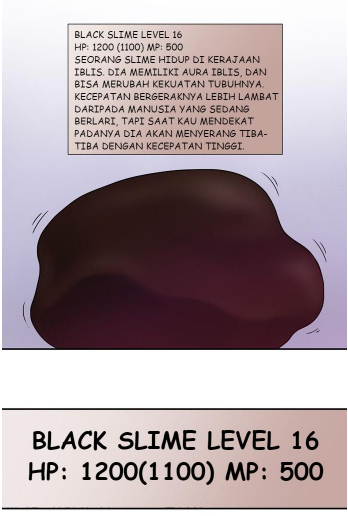 BLACK SLIME LEVEL 16
HP: 1200 (1100) MP: 500
SEORANG SLIME HIDUP DI KERAJAAN
IBLIS. DIA MEMILIKI AURA IBLIS, DAN
BISA MERUBAH KEKUATAN TUBUHNYA.
KECEPATAN BERGERAKNYA LEBIH LAMBAT
DARIPADA MANUSIA YANG SEDANG
BERLARI, TAPI SAAT KAU MENDEKAT
PADANYA DIA AKAN MENYERANG TIBA-
TIBA DENGAN KECEPATAN TINGGI.
BLACK SLIME LEVEL 16
HP: 1200(1100) MP: 500